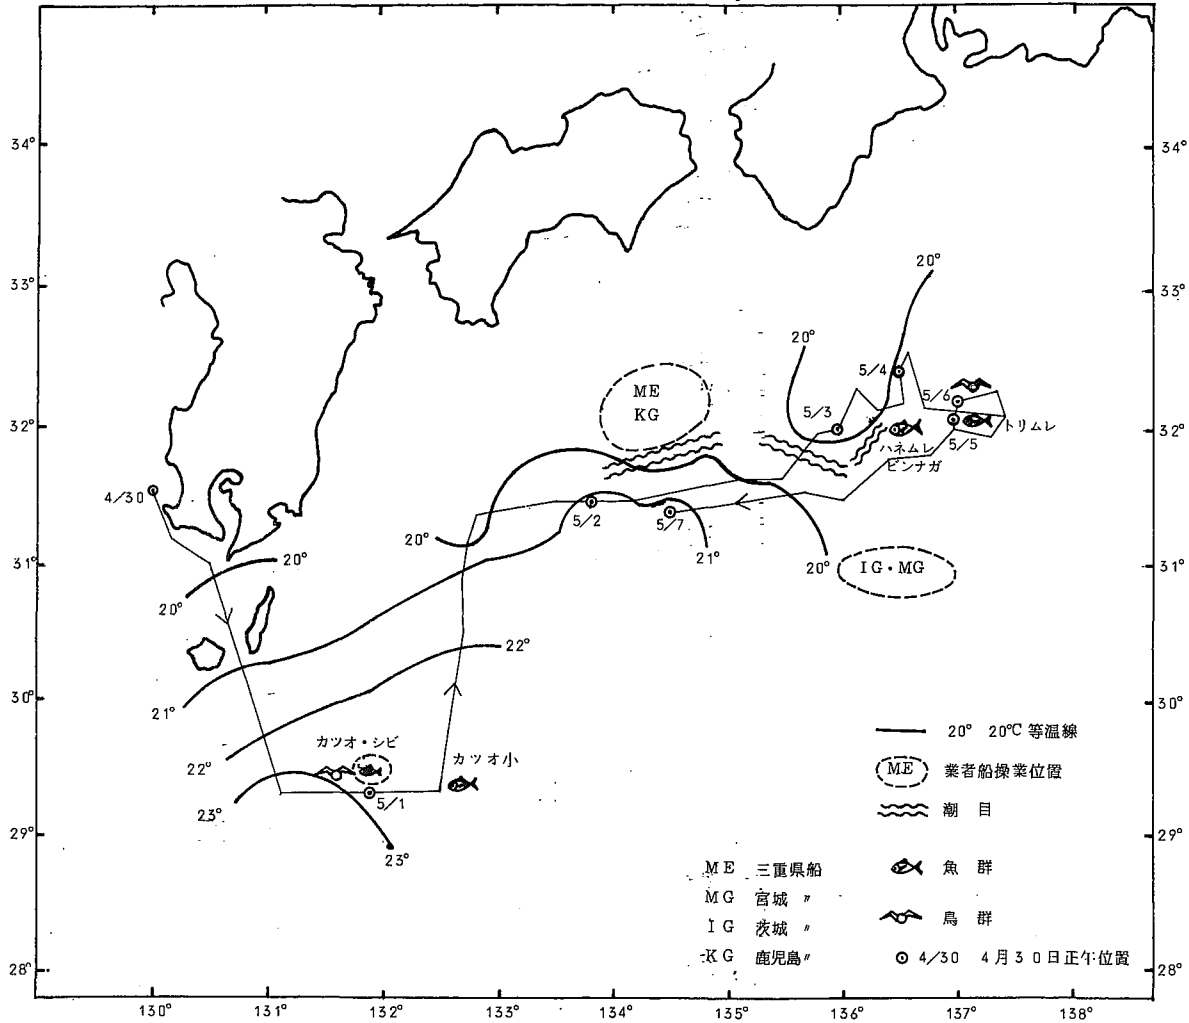 34°
34°
33°
33°
32°
32°
31°
31°
30°
30°
29°
29°
28°
28°
130°
131°
132°
133°
134°
135°
136°
137°
138°
20°
20°
ME
KG
5/4
5/3
5/6
5/5
トリムレ
ハネムレ
ビンナガ
4/30
5/2
5/7
20°
21°
20°
IG・MG
20°
20°
22°
21°
22°
カツオ・シビ
カツオ小
5/1
23°
23°
20° 20℃ 等温線
ME 業者船操業位置
潮 目
ME 三重県船
魚 群
MG 宮城 〃
IG 茨城 〃
鳥 群
KG 鹿児島〃
4/30 4月30日正午位置